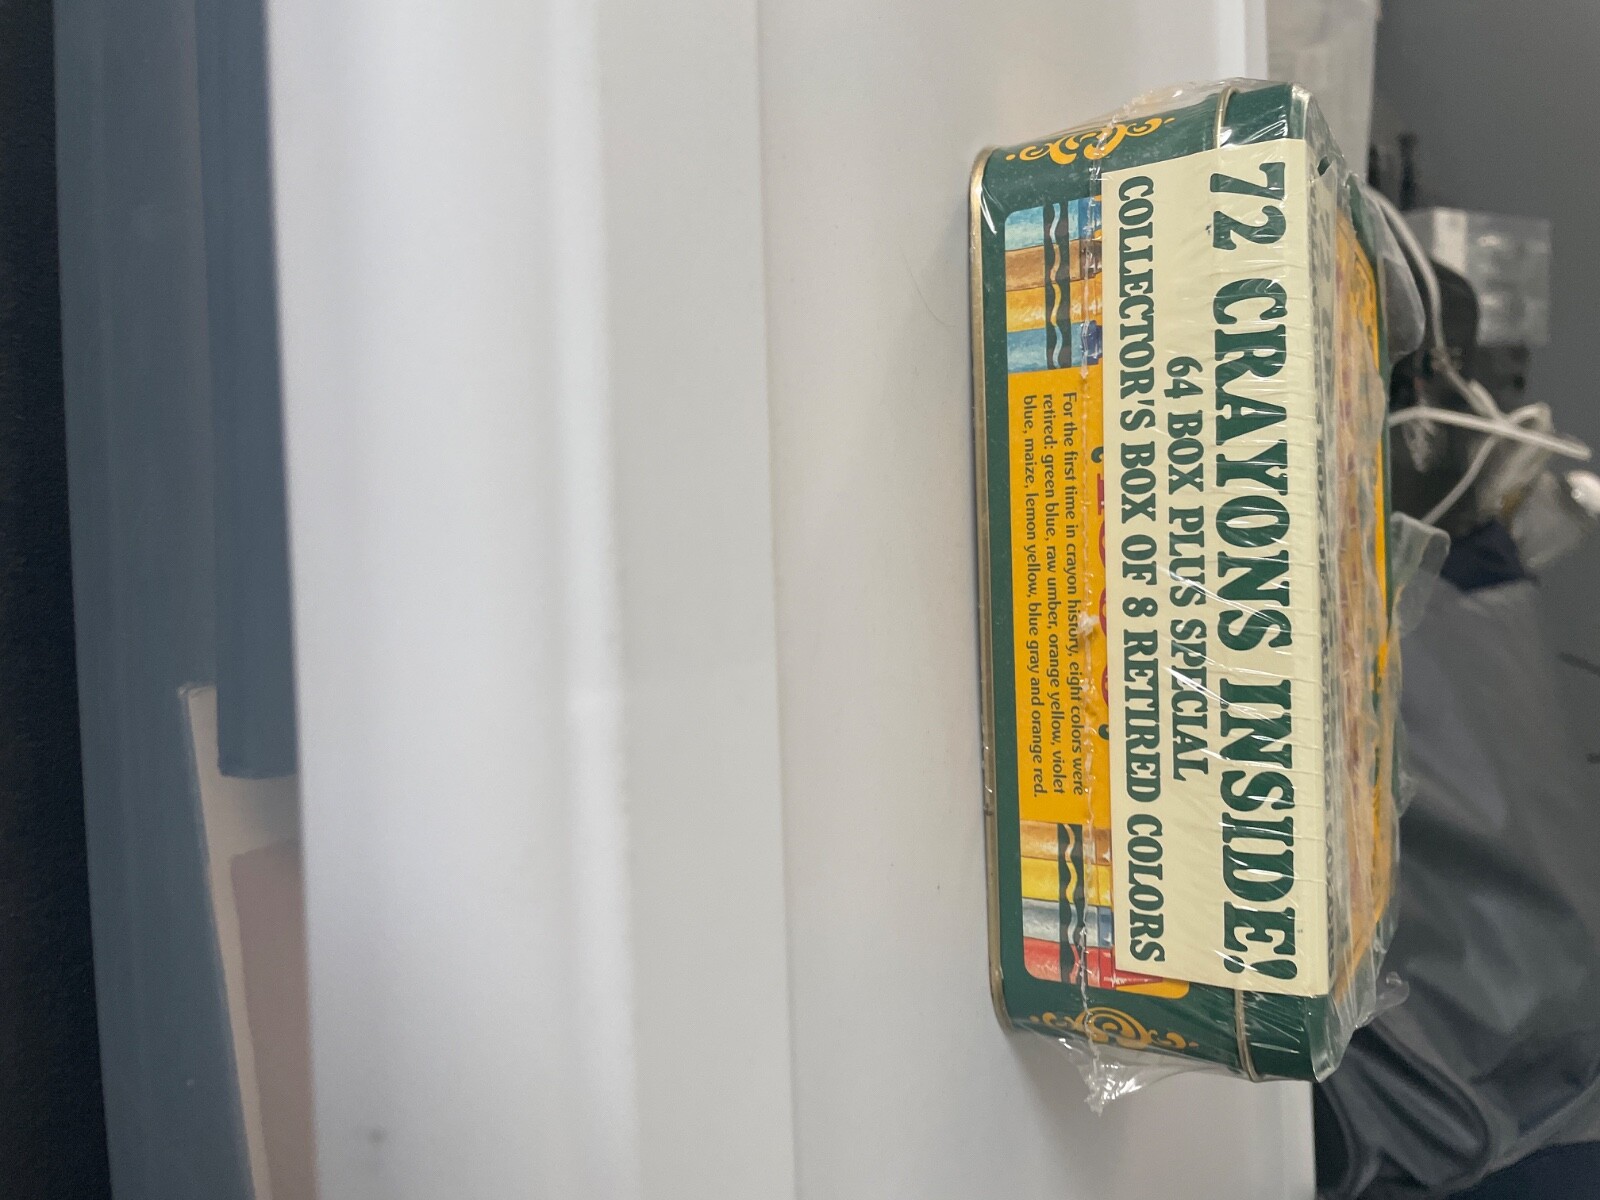 72 CRAYONS INSIDE!
64 BOX PLUS SPECIAL
COLLECTOR'S BOX OF 8 RETIRED COLORS
For the first time in crayon history, eight colors were
retired: green blue, raw umber, orange yellow, violet
blue, maize, lemon yellow, blue gray and orange red.